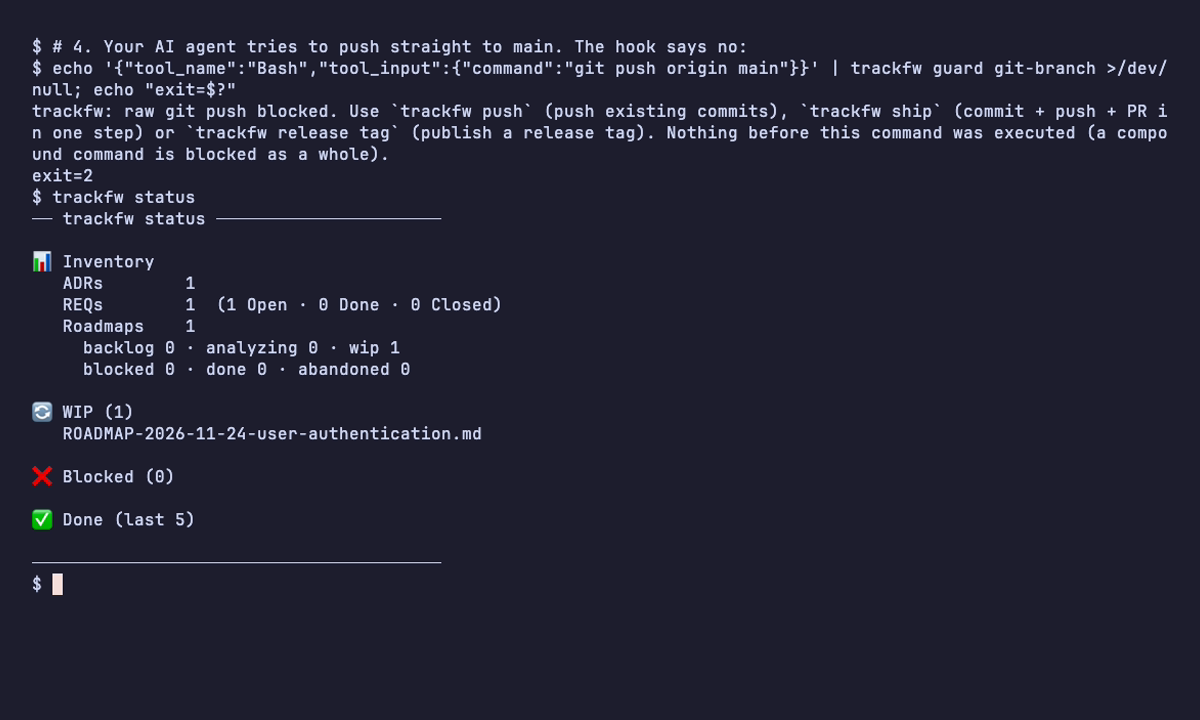 $ # 4. Your AI agent tries to push straight to main. The hook says no:
$ echo '{"tool_name":"Bash","tool_input":{"command":"git push origin main"}}' | trackfw guard git-branch >/dev/
null; echo "exit=$?"
trackfw: raw git push blocked. Use `trackfw push` (push existing commits), `trackfw ship` (commit + push + PR i
n one step) or `trackfw release tag` (publish a release tag). Nothing before this command was executed (a compo
und command is blocked as a whole).
exit=2
$ trackfw status
── trackfw status ──────────────────────
📊 Inventory
ADRs 1
REQs 1 (1 Open · 0 Done · 0 Closed)
Roadmaps 1
backlog 0 · analyzing 0 · wip 1
blocked 0 · done 0 · abandoned 0
🔄 WIP (1)
ROADMAP-2026-11-24-user-authentication.md
❌ Blocked (0)
✅ Done (last 5)
────────────────────────────────────────
$